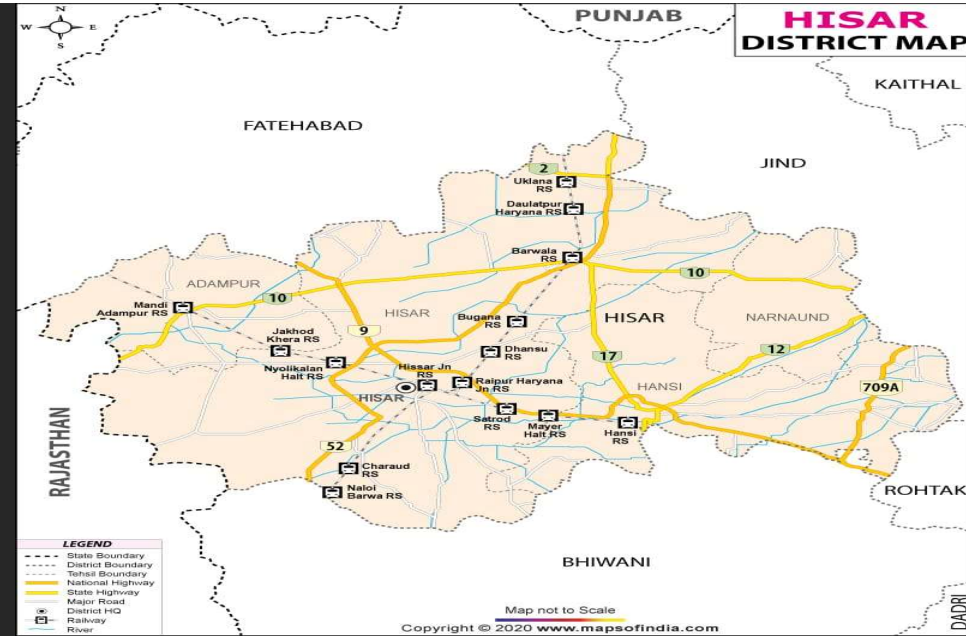 N
W E
S
PUNJAB
HISAR
DISTRICT MAP
KAITHAL
FATEHABAD
JIND
2
Uklana
RS
Daulatpur
Haryana RS
Barwala
RS
10
ADAMPUR
10
Mandi
Adampur RS
HISAR
Bugana
RS
HISAR
NARNAUND
Jakhod
Khera RS
9
Dhansu
RS
17
12
Nyolikalan
Halt RS
Hissar Jn
RS
Raipur Haryana
Jn RS
HANSI
709A
HISAR
Satrod
RS
Mayer
Halt RS
Hansi
RS
RAJASTHAN
52
Charaud
RS
Naloi
Barwa RS
ROHTAK
BHIWANI
DADRI
LEGEND
State Boundary
District Boundary
Tehsil Boundary
National Highway
State Highway
Major Road
District HQ
Railway
River
Map not to Scale
Copyright © 2020 www.mapsofindia.com